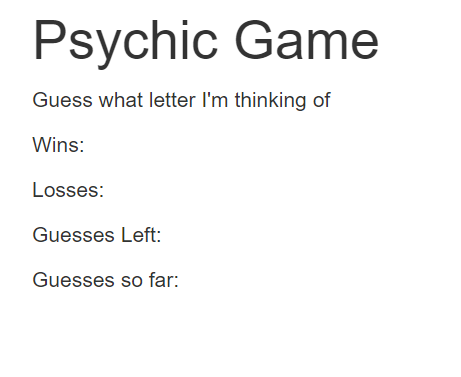 Psychic Game
Guess what letter I'm thinking of
Wins:
Losses:
Guesses Left:
Guesses so far: